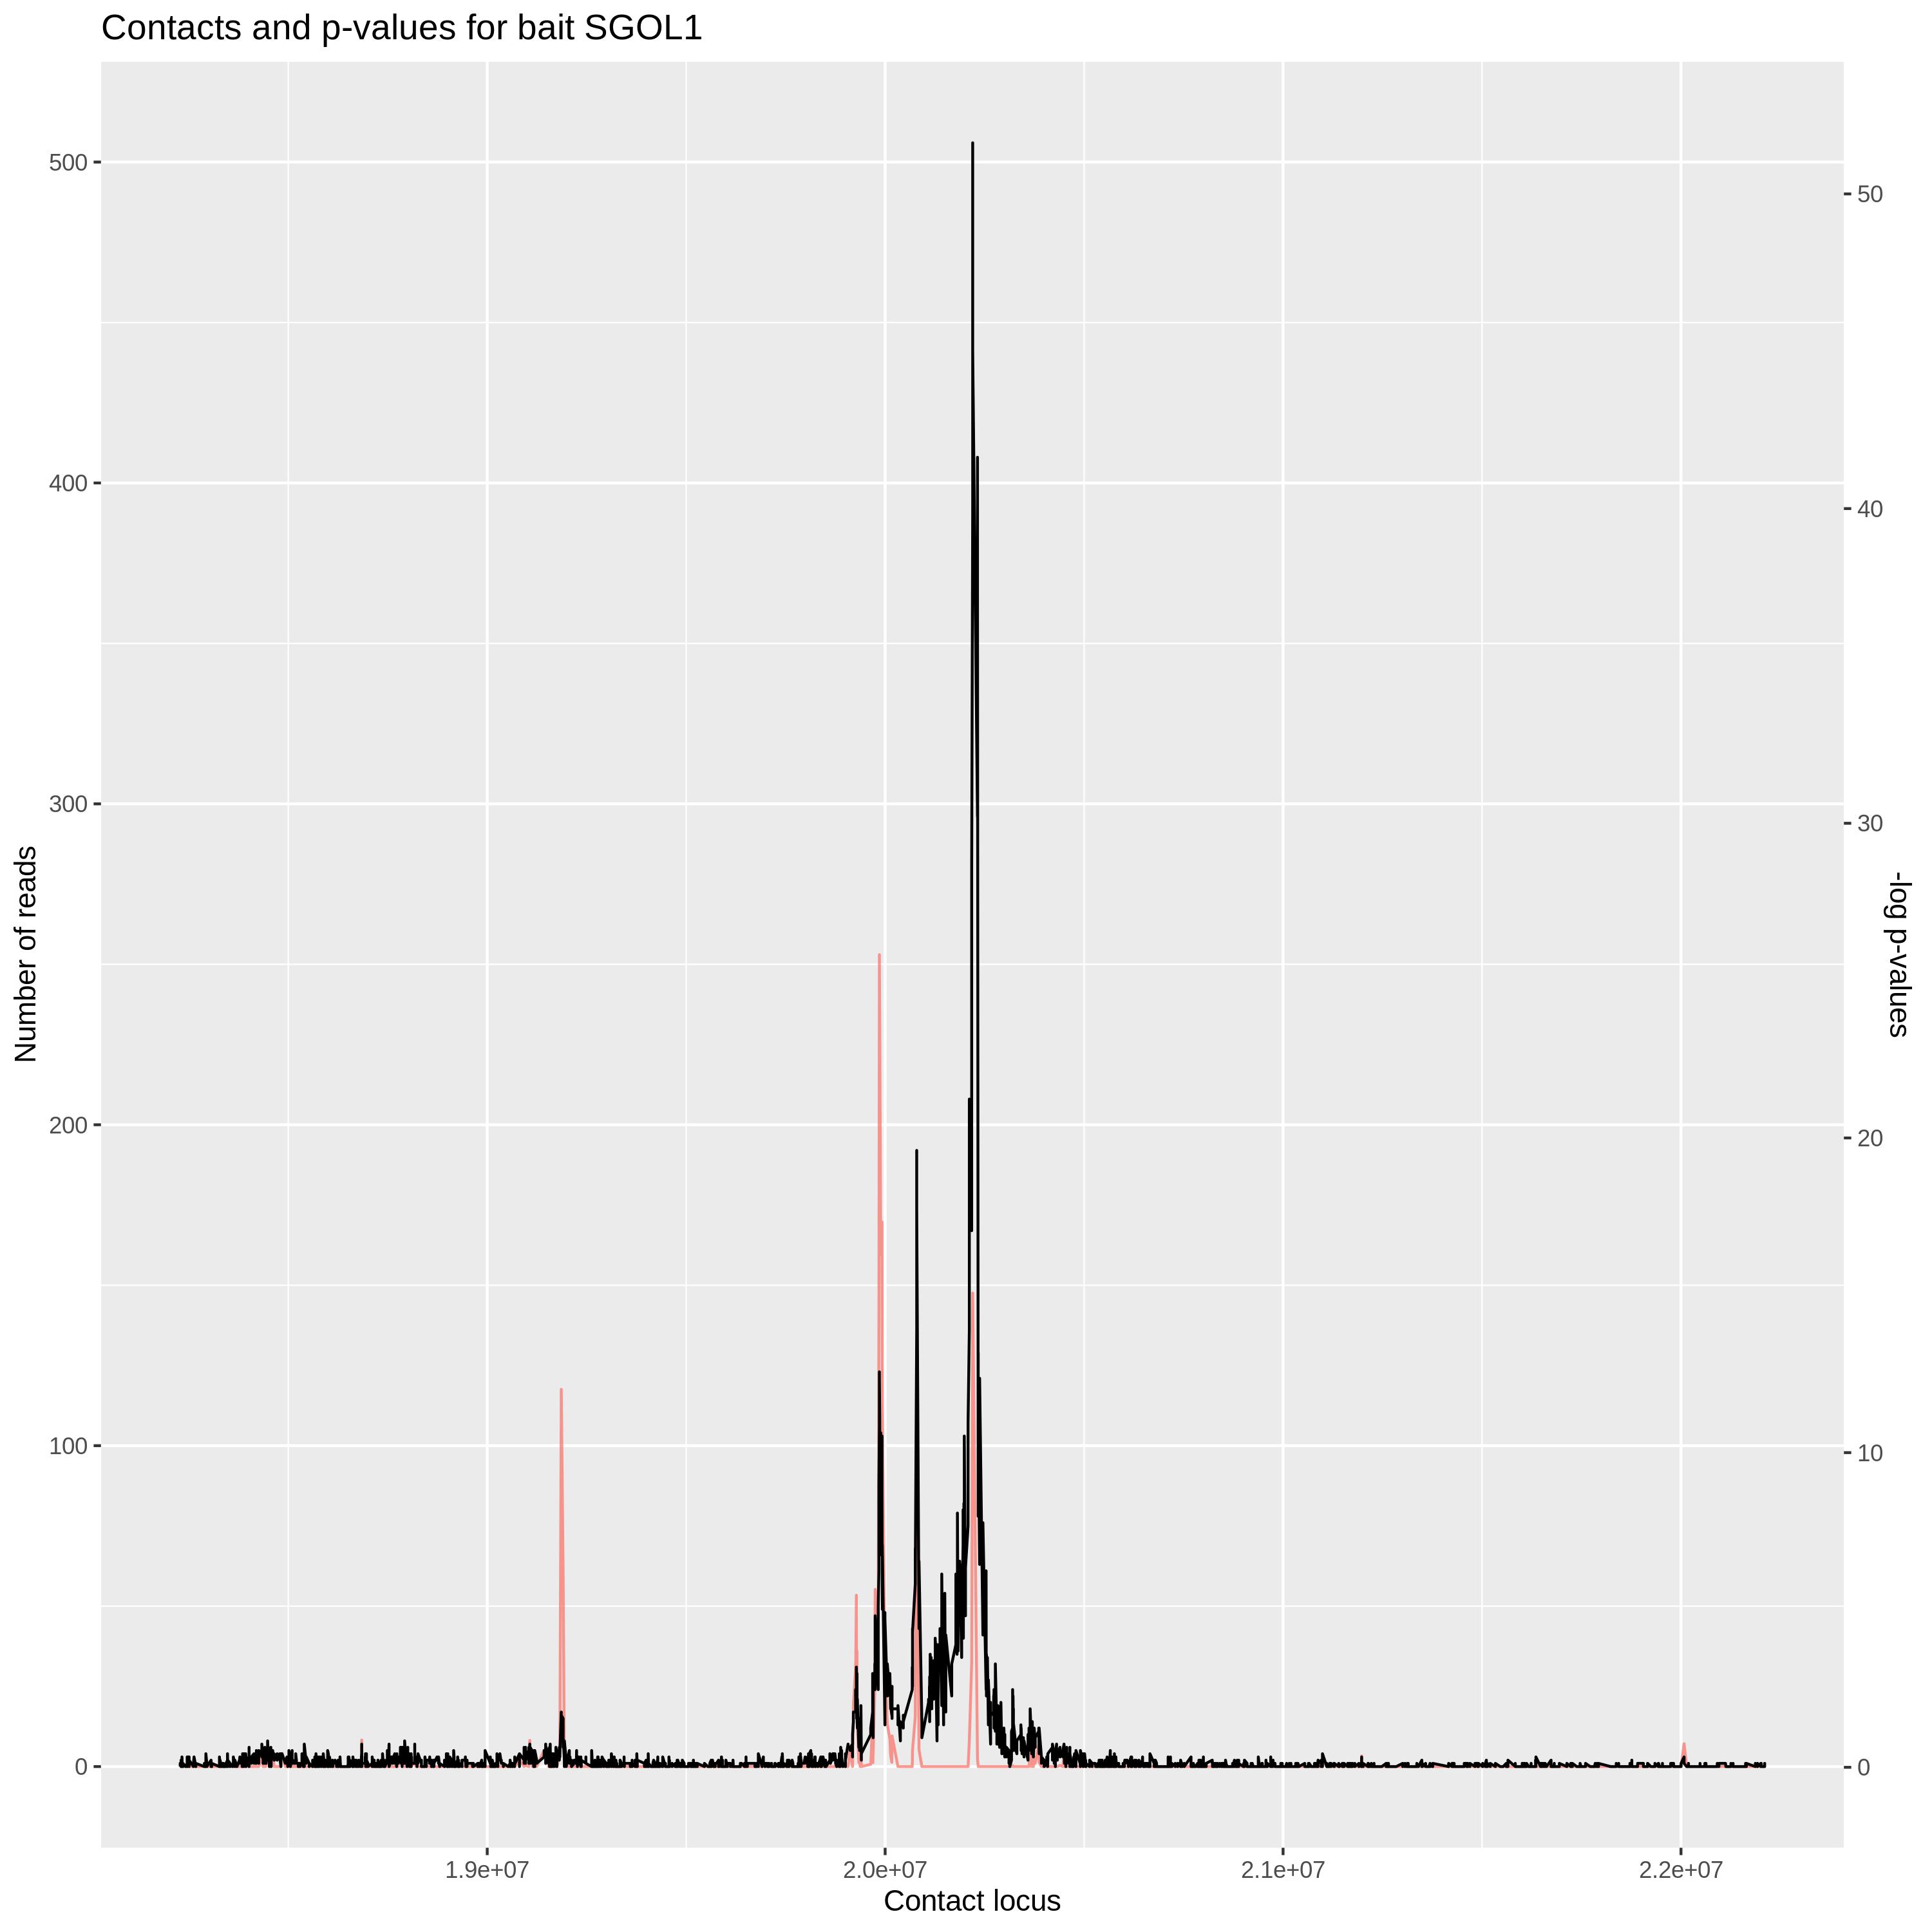 Contacts and p-values for bait SGOL1
Number of reads
500
400
300
200
100
0
50
40
30
20
10
0
-log p-values
1.9e+07 2.0e+07 2.1e+07 2.2e+07
Contact locus